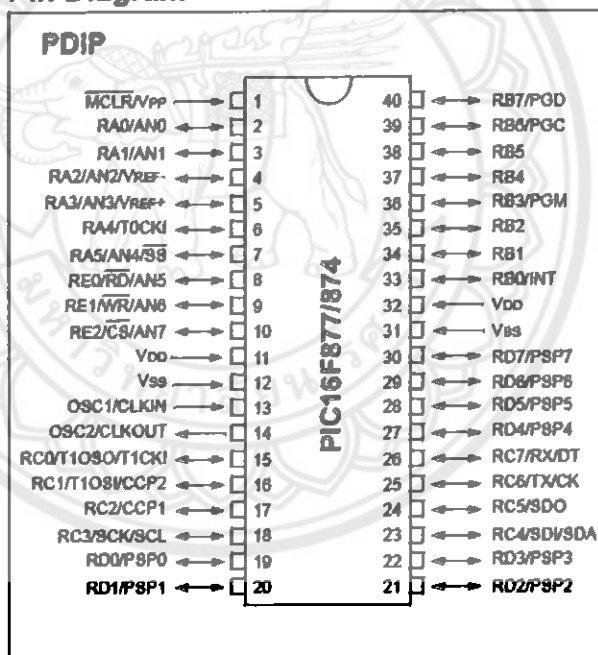 PDIP
MCLR/VPP 1 40 RB7/PGD
RA0/AN0 2 39 RB6/PGC
RA1/AN1 3 38 RB5
RA2/AN2/VREF- 4 37 RB4
RA3/AN3/VREF+ 5 36 RB3/PGM
RA4/T0CKI 6 35 RB2
RA5/AN4/SS 7 34 RB1
RE0/RD/AN5 8 33 RB0/INT
RE1/WR/AN6 9 32 VDD
RE2/CS/AN7 10 31 VSS
VDD 11 30 RD7/PSP7
VSS 12 29 RD6/PSP6
OSC1/CLKIN 13 28 RD5/PSP5
OSC2/CLKOUT 14 27 RD4/PSP4
RC0/T1OSO/T1CKI 15 26 RC7/RX/DT
RC1/T1OSI/CCP2 16 25 RC6/TX/CK
RC2/CCP1 17 24 RC5/SDO
RC3/SCK/SCL 18 23 RC4/SDI/SDA
RD0/PSP0 19 22 RD3/PSP3
RD1/PSP1 20 21 RD2/PSP2
PIC16F877/874